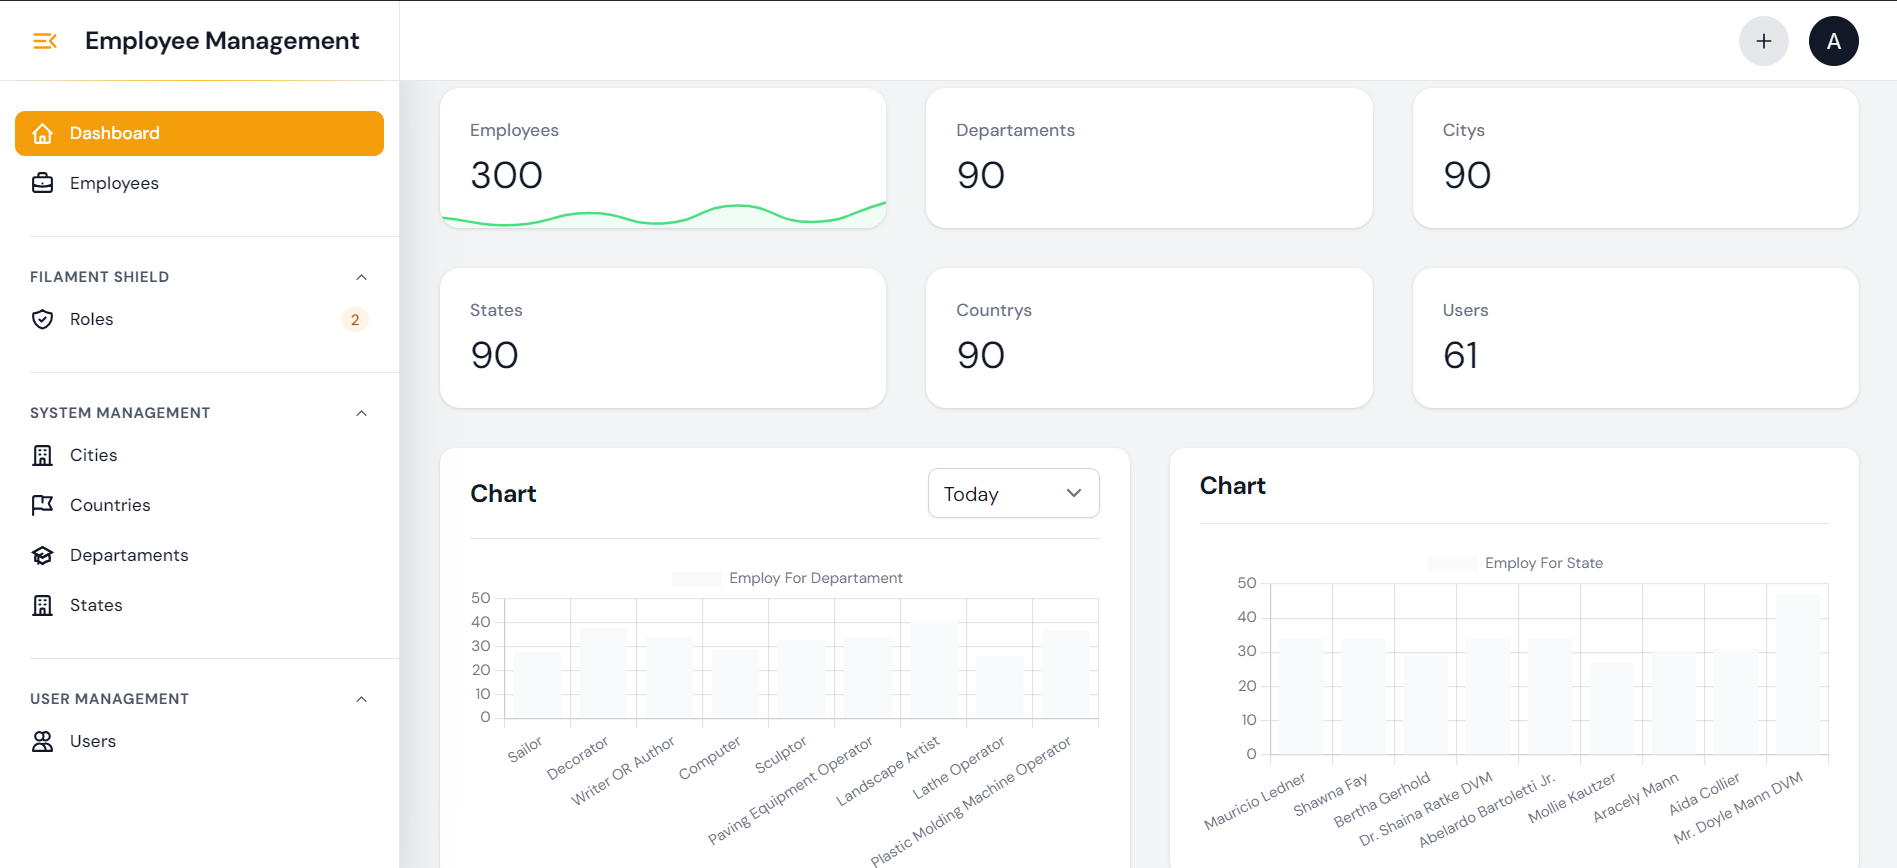 Employee Management
+
A
Dashboard
Employees
FILAMENT SHIELD
Roles
2
SYSTEM MANAGEMENT
Cities
Countries
Departaments
States
USER MANAGEMENT
Users
Employees
300
Departaments
90
Citys
90
States
90
Countrys
90
Users
61
Chart
Today
Employ For Departament
50
40
30
20
10
0
Sailor
Decorator
Writer OR Author
Computer
Sculptor
Paving Equipment Operator
Landscape Artist
Lathe Operator
Plastic Molding Machine Operator
Chart
Employ For State
50
40
30
20
10
0
Mauricio Ledner
Shawna Fay
Bertha Gerhold
Dr. Shaina Ratke DVM
Abelardo Bartoletti Jr.
Mollie Kautzer
Aracely Mann
Aida Collier
Mr. Doyle Mann DVM